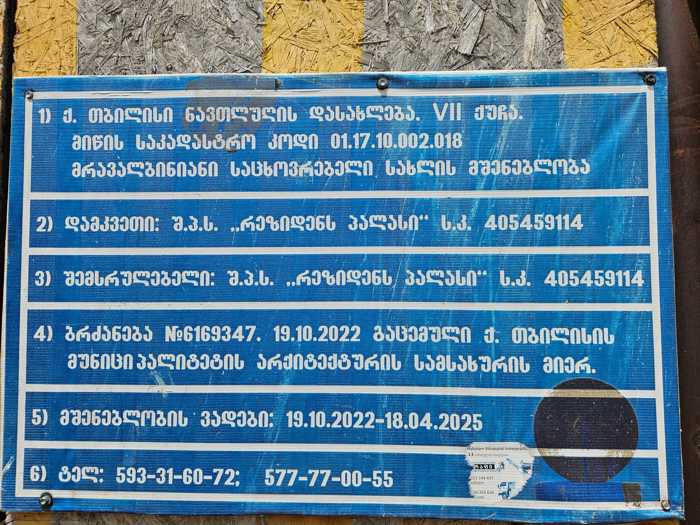 1) ქ. თბილისი ნავთლუღის დასახლება. VII ქუჩა.
მიწის საკადასტრო კოდი 01.17.10.002.018
მრავალბინიანი საცხოვრებელი სახლის მშენებლობა
2) დამკვეთი: შ.პ.ს. „რეზიდენს პალასი“ ს.კ. 405459114
3) შემსრულებელი: შ.პ.ს. „რეზიდენს პალასი“ ს.კ. 405459114
4) ბრძანება №6169347. 19.10.2022 გაცემული ქ. თბილისის
მუნიციპალიტეტის არქიტექტურის სამსახურის მიერ.
5) მშენებლობის ვადები: 19.10.2022-18.04.2025
6) ტელ: 593-31-60-72; 577-77-00-55